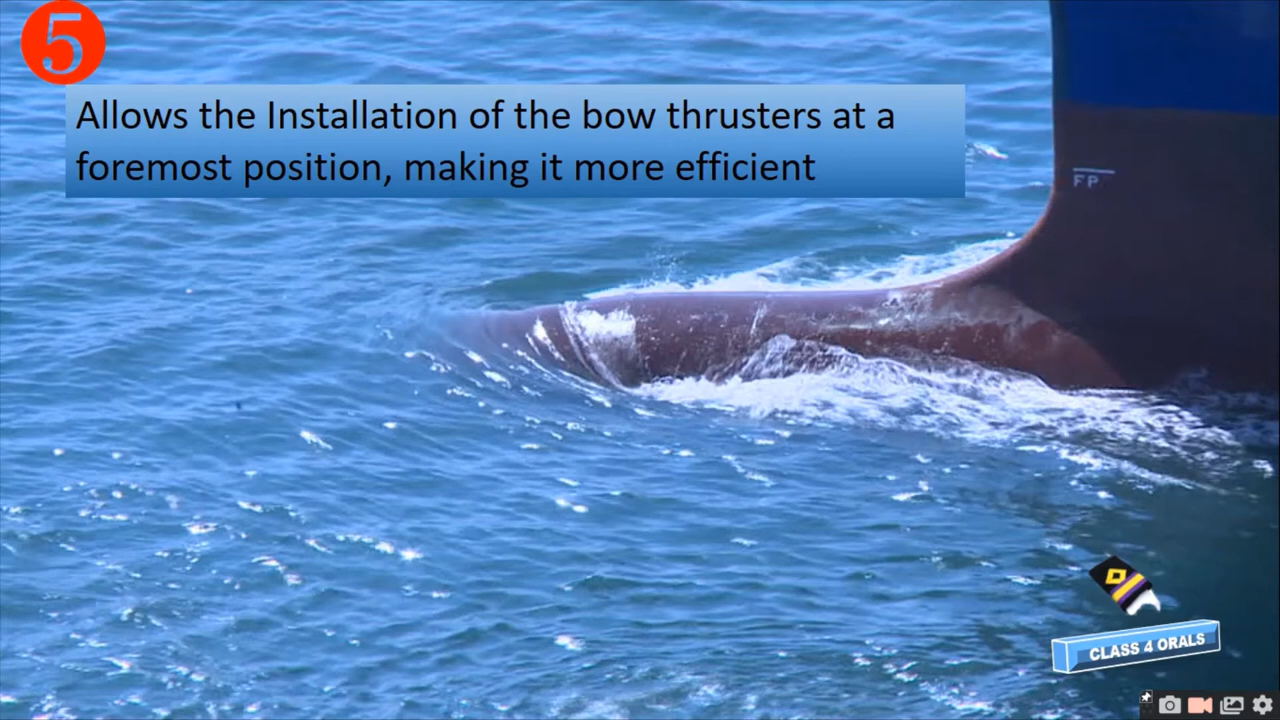 5
Allows the Installation of the bow thrusters at a
foremost position, making it more efficient
FP
CLASS 4 ORALS